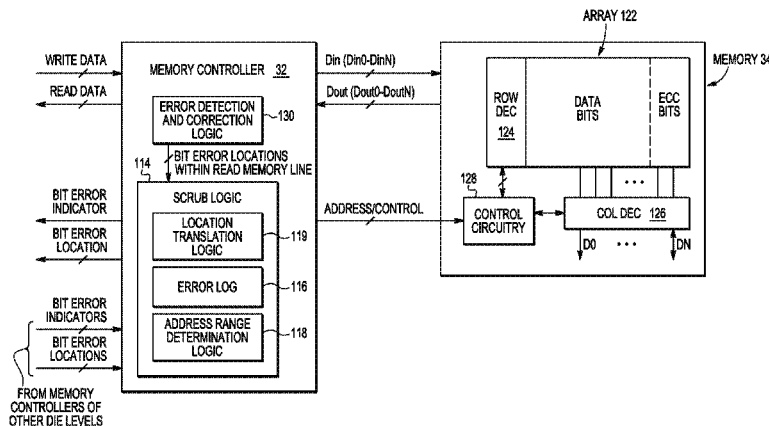 ARRAY 122
MEMORY 34
WRITE DATA
READ DATA
MEMORY CONTROLLER 32
Din (Din0-DinN)
Dout (Dout0-DoutN)
ROW DEC 124
DATA BITS
ECC BITS
ERROR DETECTION
AND CORRECTION
LOGIC
130
BIT ERROR LOCATIONS
WITHIN READ MEMORY LINE
114
SCRUB LOGIC
BIT ERROR
INDICATOR
BIT ERROR
LOCATION
LOCATION
TRANSLATION
LOGIC
119
ERROR LOG
116
ADDRESS RANGE
DETERMINATION
LOGIC
118
ADDRESS/CONTROL
128
CONTROL
CIRCUITRY
...
COL DEC 126
D0
...
DN
BIT ERROR
INDICATORS
BIT ERROR
LOCATIONS
FROM MEMORY
CONTROLLERS OF
OTHER DIE LEVELS